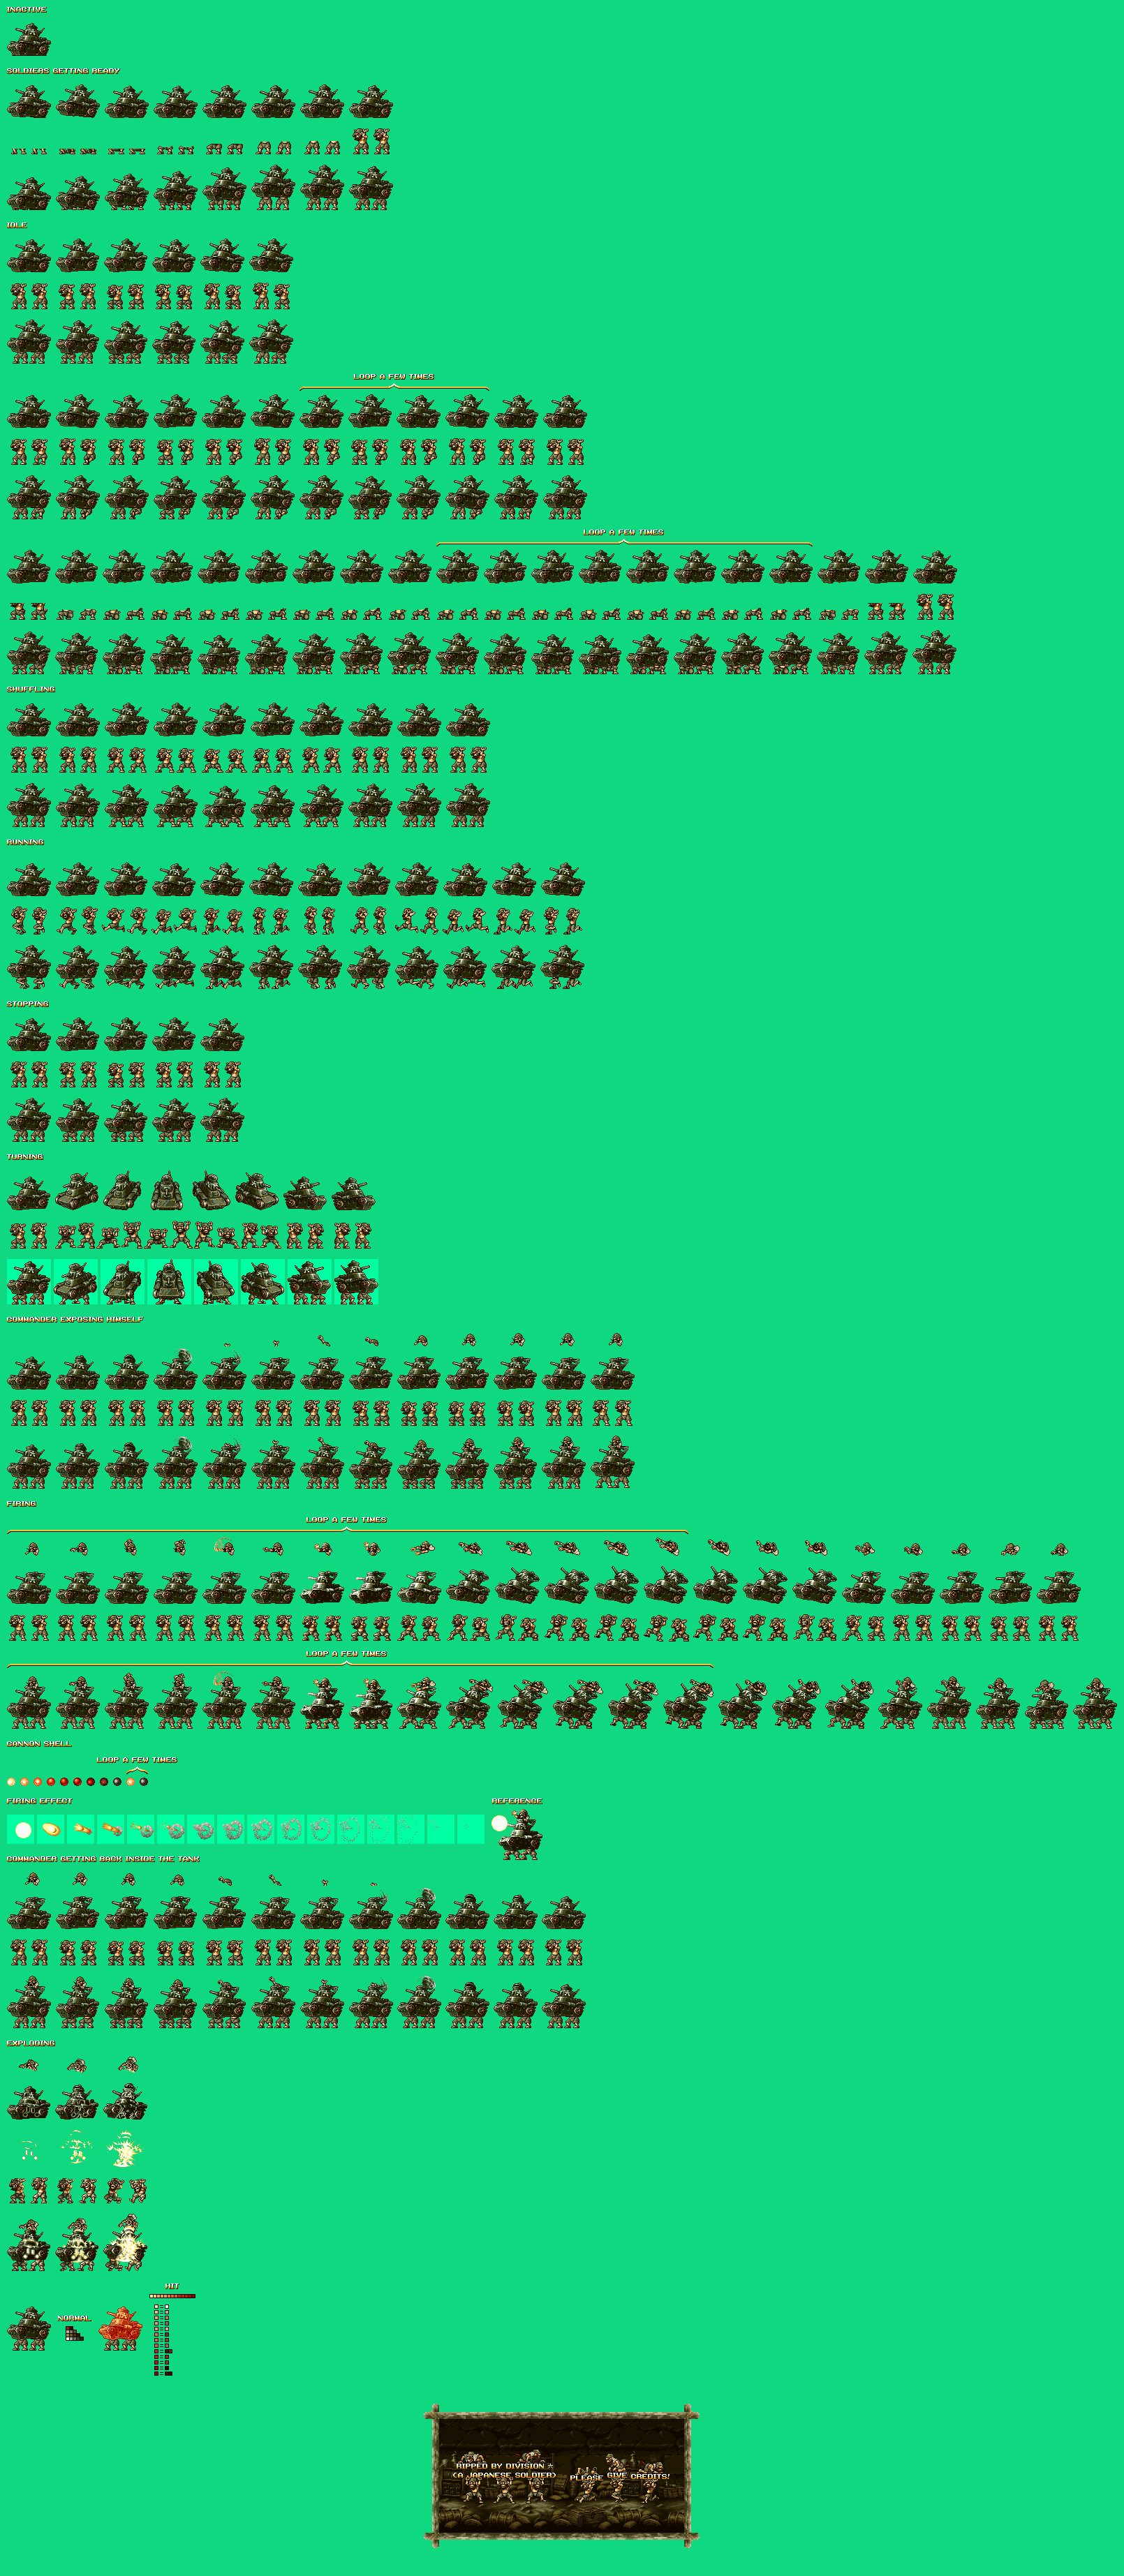 INACTIVE
SOLDIERS GETTING READY
IDLE
LOOP A FEW TIMES
LOOP A FEW TIMES
SHUFFLING
RUNNING
STOPPING
TURNING
COMMANDER EXPOSING HIMSELF
FIRING
LOOP A FEW TIMES
LOOP A FEW TIMES
CANNON SHELL
LOOP A FEW TIMES
FIRING EFFECT
REFERENCE
COMMANDER GETTING BACK INSIDE THE TANK
EXPLODING
HIT
NORMAL
RIPPED BY DIVISION
(A JAPANESE SOLDIER)
PLEASE GIVE CREDITS!